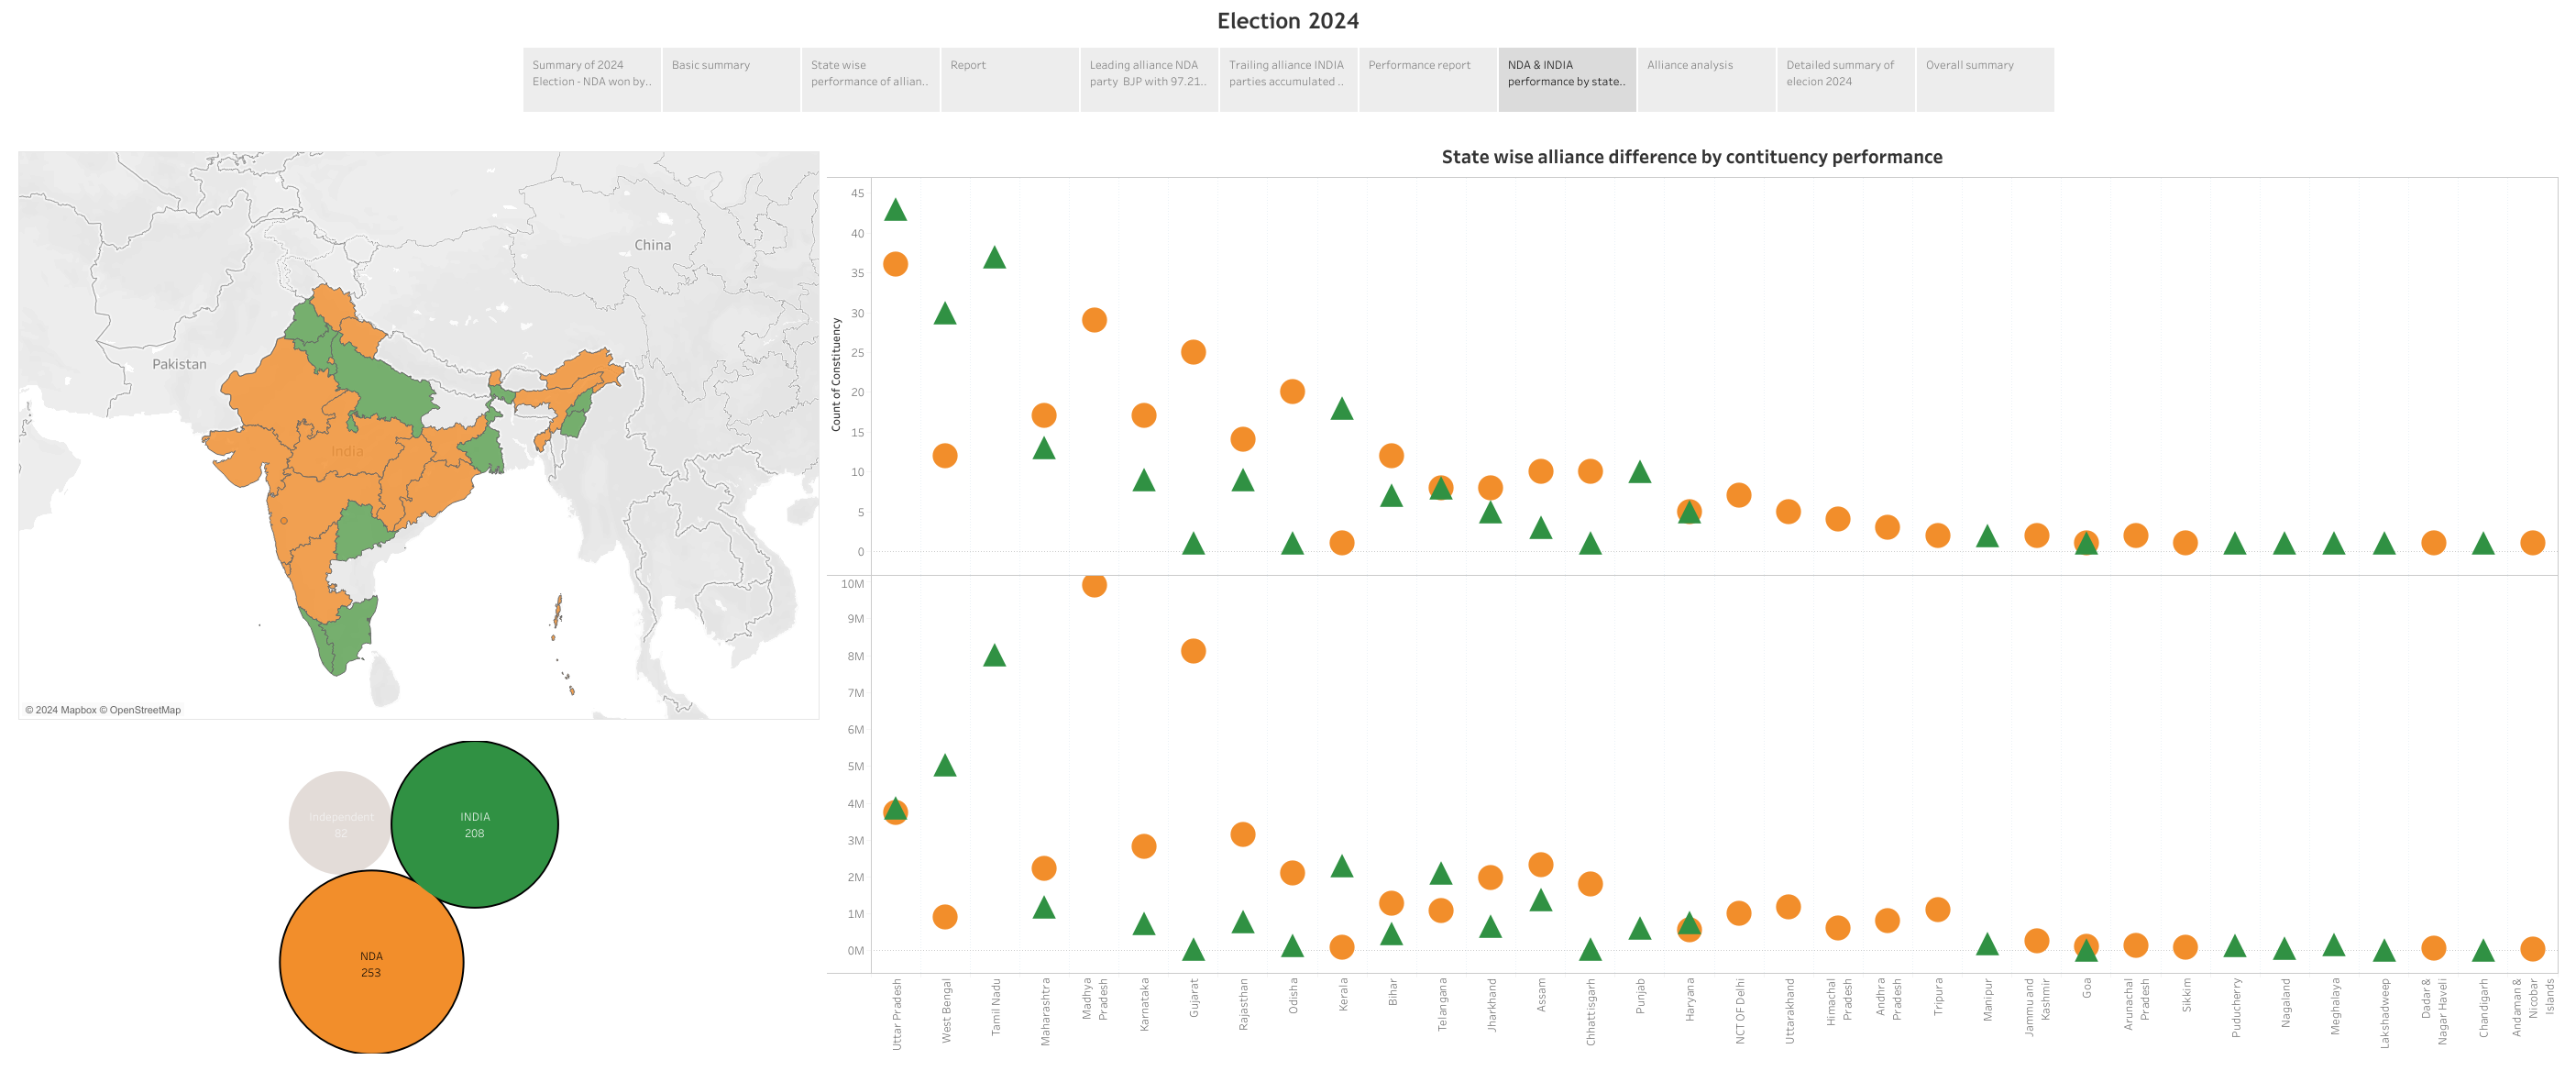 Election 2024
Summary of 2024
Election - NDA won by..
Basic summary
State wise
performance of allian..
Report
Leading alliance NDA
party BJP with 97.21..
Trailing alliance INDIA
parties accumulated ..
Performance report
NDA & INDIA
performance by state..
Alliance analysis
Detailed summary of
elecion 2024
Overall summary
China
Pakistan
India
© 2024 Mapbox © OpenStreetMap
Independent
82
INDIA
208
NDA
253
State wise alliance difference by contituency performance
Count of Constituency
45
40
35
30
25
20
15
10
5
0
10M
9M
8M
7M
6M
5M
4M
3M
2M
1M
0M
Uttar Pradesh
West Bengal
Tamil Nadu
Maharashtra
Madhya
Pradesh
Karnataka
Gujarat
Rajasthan
Odisha
Kerala
Bihar
Telangana
Jharkhand
Assam
Chhattisgarh
Punjab
Haryana
NCT OF Delhi
Uttarakhand
Himachal
Pradesh
Andhra
Pradesh
Tripura
Manipur
Jammu and
Kashmir
Goa
Arunachal
Pradesh
Sikkim
Puducherry
Nagaland
Meghalaya
Lakshadweep
Dadar &
Nagar Haveli
Chandigarh
Andaman &
Nicobar
Islands